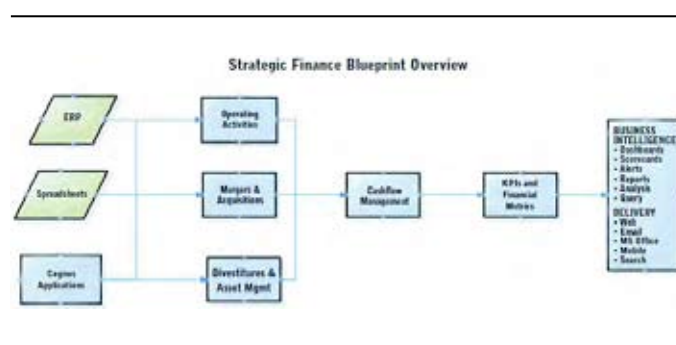 Strategic Finance Blueprint Overview
ERP
Operating
Activities
Spreadsheets
Mergers &
Acquisitions
Cashflow
Management
KPIs and
Financial
Metrics
Cognos
Applications
Divestitures &
Asset Mgmt
BUSINESS
INTELLIGENCE
• Dashboards
• Scorecards
• Alerts
• Reports
• Analysis
• Query
DELIVERY
• Web
• Email
• MS Office
• Mobile
• Search